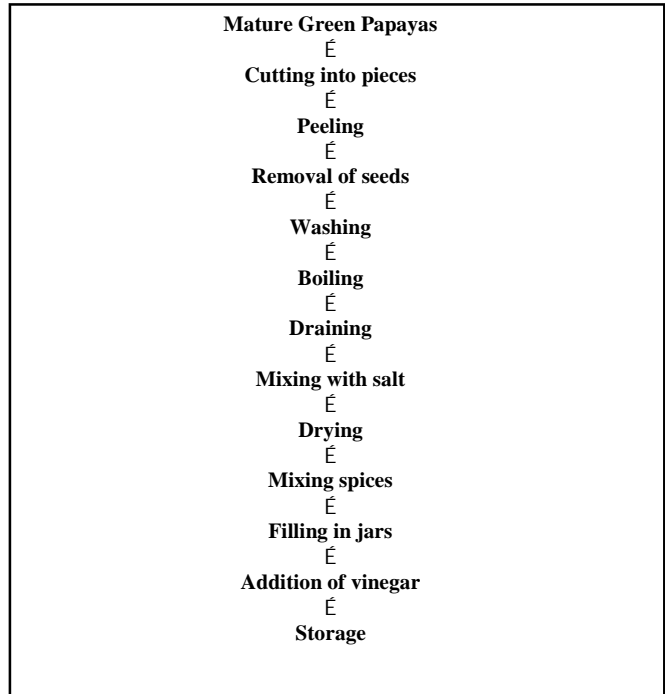 Mature Green Papayas
É
Cutting into pieces
É
Peeling
É
Removal of seeds
É
Washing
É
Boiling
É
Draining
É
Mixing with salt
É
Drying
É
Mixing spices
É
Filling in jars
É
Addition of vinegar
É
Storage